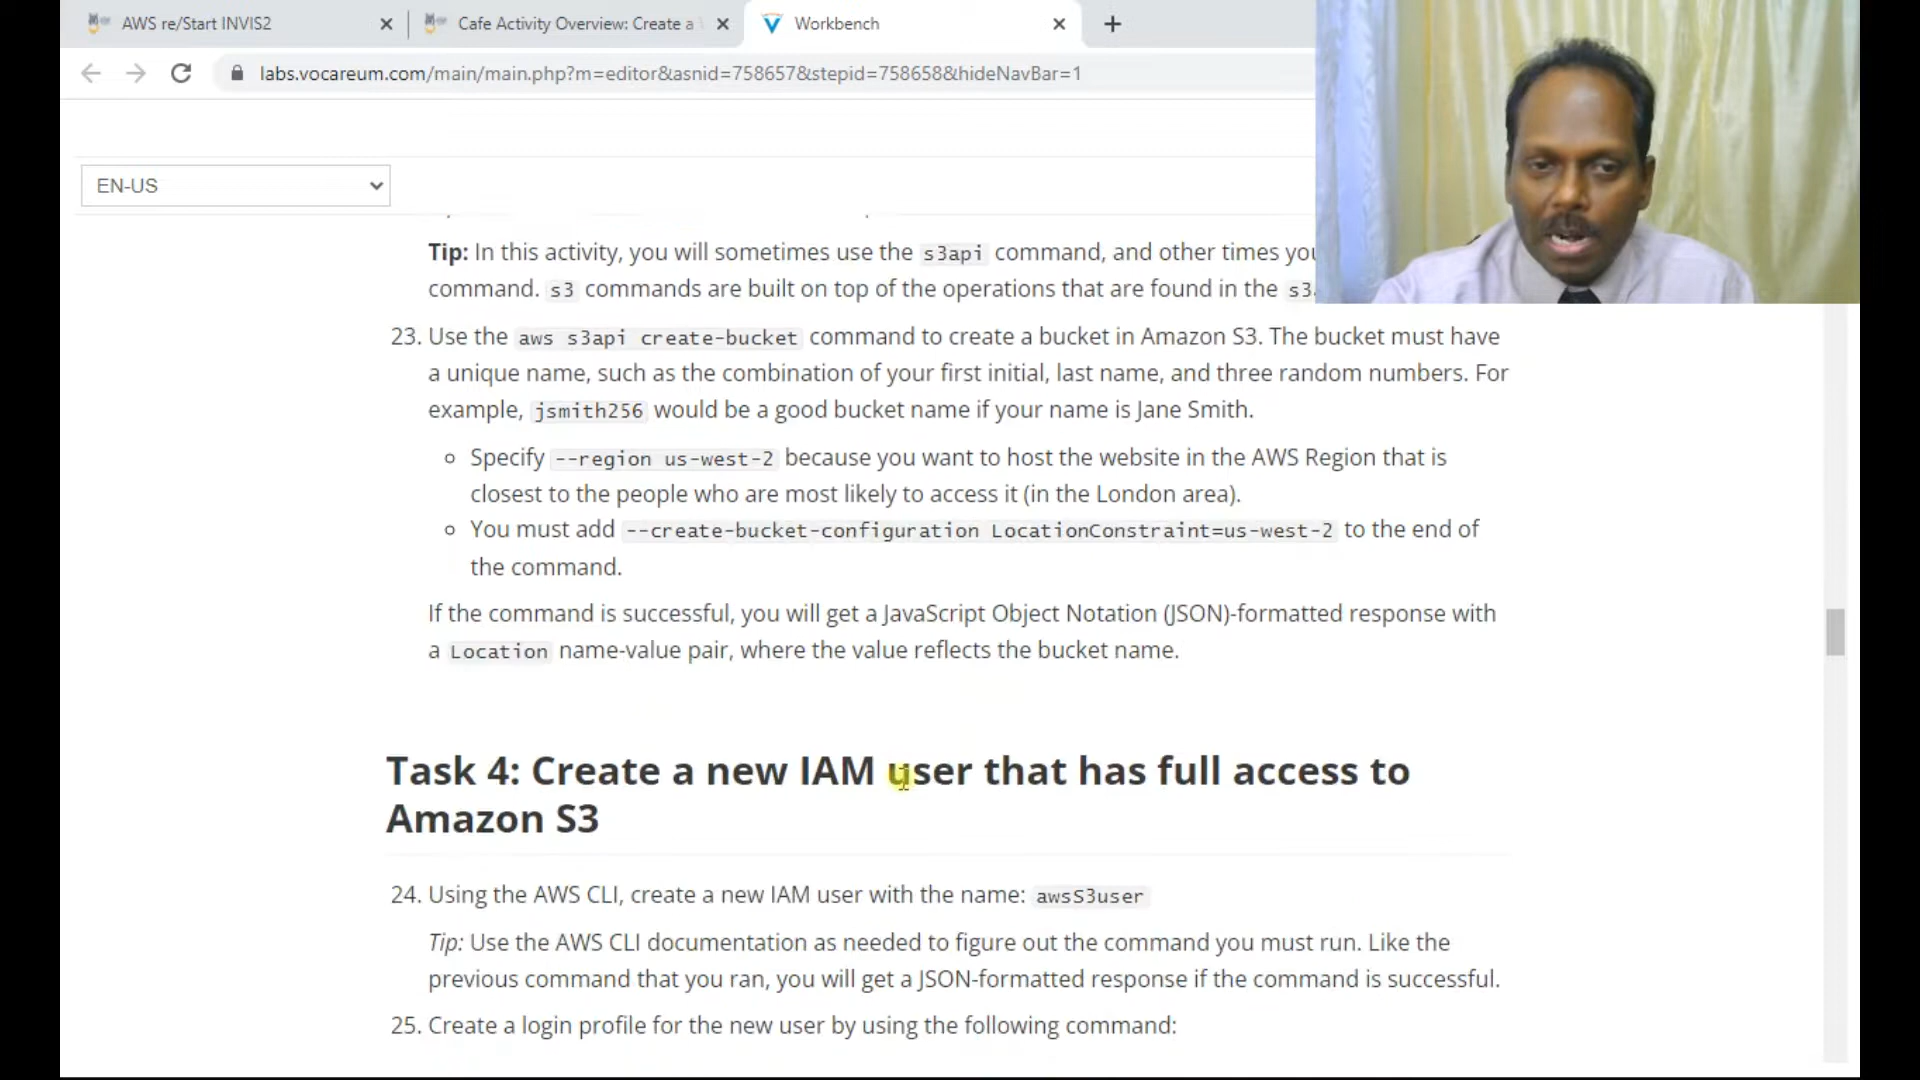 AWS re/Start INVIS2
Cafe Activity Overview: Create a
Workbench
labs.vocareum.com/main/main.php?m=editor&asnid=758657&stepid=758658&hideNavBar=1
EN-US
Tip: In this activity, you will sometimes use the s3api command, and other times you
command. s3 commands are built on top of the operations that are found in the s3
23. Use the aws s3api create-bucket command to create a bucket in Amazon S3. The bucket must have
a unique name, such as the combination of your first initial, last name, and three random numbers. For
example, jsmith256 would be a good bucket name if your name is Jane Smith.
Specify --region us-west-2 because you want to host the website in the AWS Region that is
closest to the people who are most likely to access it (in the London area).
You must add --create-bucket-configuration LocationConstraint=us-west-2 to the end of
the command.
If the command is successful, you will get a JavaScript Object Notation (JSON)-formatted response with
a Location name-value pair, where the value reflects the bucket name.
Task 4: Create a new IAM user that has full access to
Amazon S3
24. Using the AWS CLI, create a new IAM user with the name: awsS3user
Tip: Use the AWS CLI documentation as needed to figure out the command you must run. Like the
previous command that you ran, you will get a JSON-formatted response if the command is successful.
25. Create a login profile for the new user by using the following command: